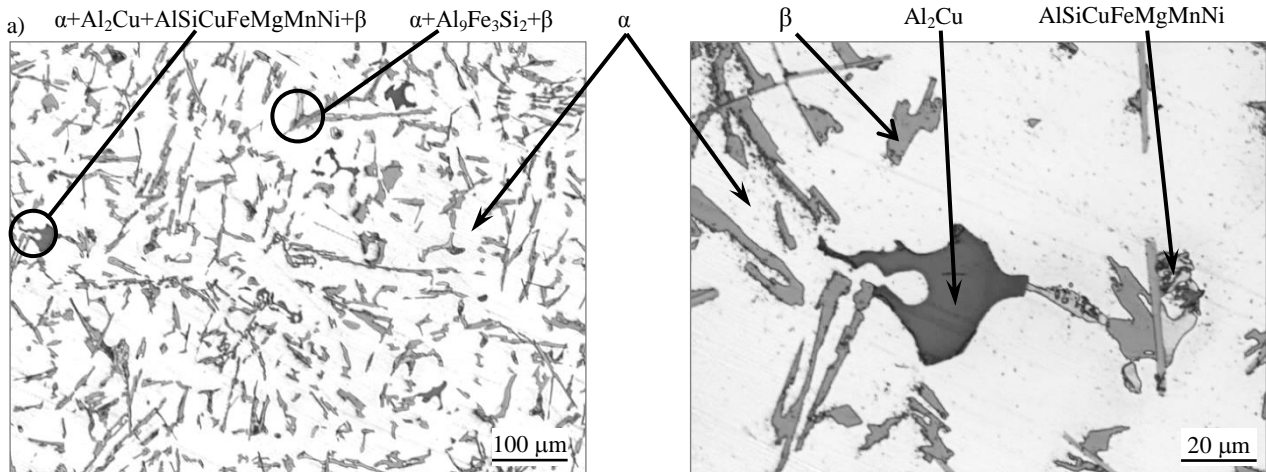 a)
α+Al₂Cu+AlSiCuFeMgMnNi+β
α+Al₉Fe₃Si₂+β
α
β
Al₂Cu
AlSiCuFeMgMnNi
100 μm
20 μm